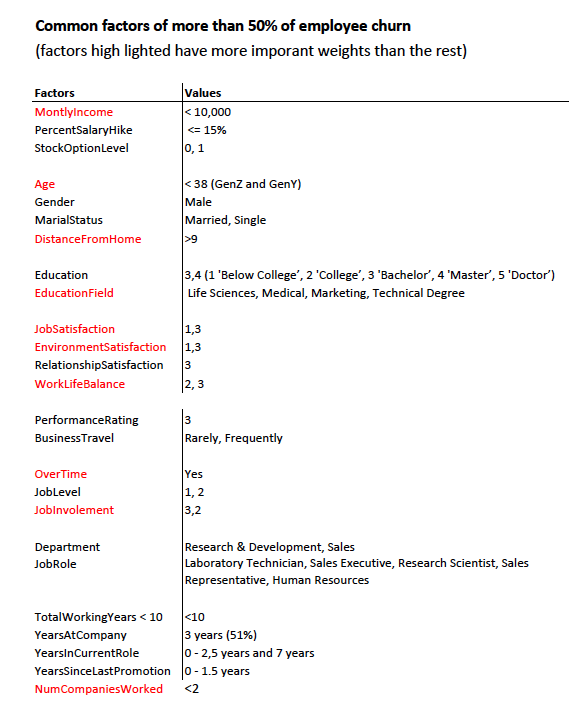 Common factors of more than 50% of employee churn
(factors high lighted have more imporant weights than the rest)
Factors Values
MontlyIncome < 10,000
PercentSalaryHike <= 15%
StockOptionLevel 0, 1
Age < 38 (GenZ and GenY)
Gender Male
MarialStatus Married, Single
DistanceFromHome >9
Education 3,4 (1 'Below College’, 2 'College’, 3 'Bachelor’, 4 'Master’, 5 'Doctor’)
EducationField Life Sciences, Medical, Marketing, Technical Degree
JobSatisfaction 1,3
EnvironmentSatisfaction 1,3
RelationshipSatisfaction 3
WorkLifeBalance 2, 3
PerformanceRating 3
BusinessTravel Rarely, Frequently
OverTime Yes
JobLevel 1, 2
JobInvolement 3,2
Department Research & Development, Sales
JobRole Laboratory Technician, Sales Executive, Research Scientist, Sales
Representative, Human Resources
TotalWorkingYears < 10 <10
YearsAtCompany 3 years (51%)
YearsInCurrentRole 0 - 2,5 years and 7 years
YearsSinceLastPromotion 0 - 1.5 years
NumCompaniesWorked <2